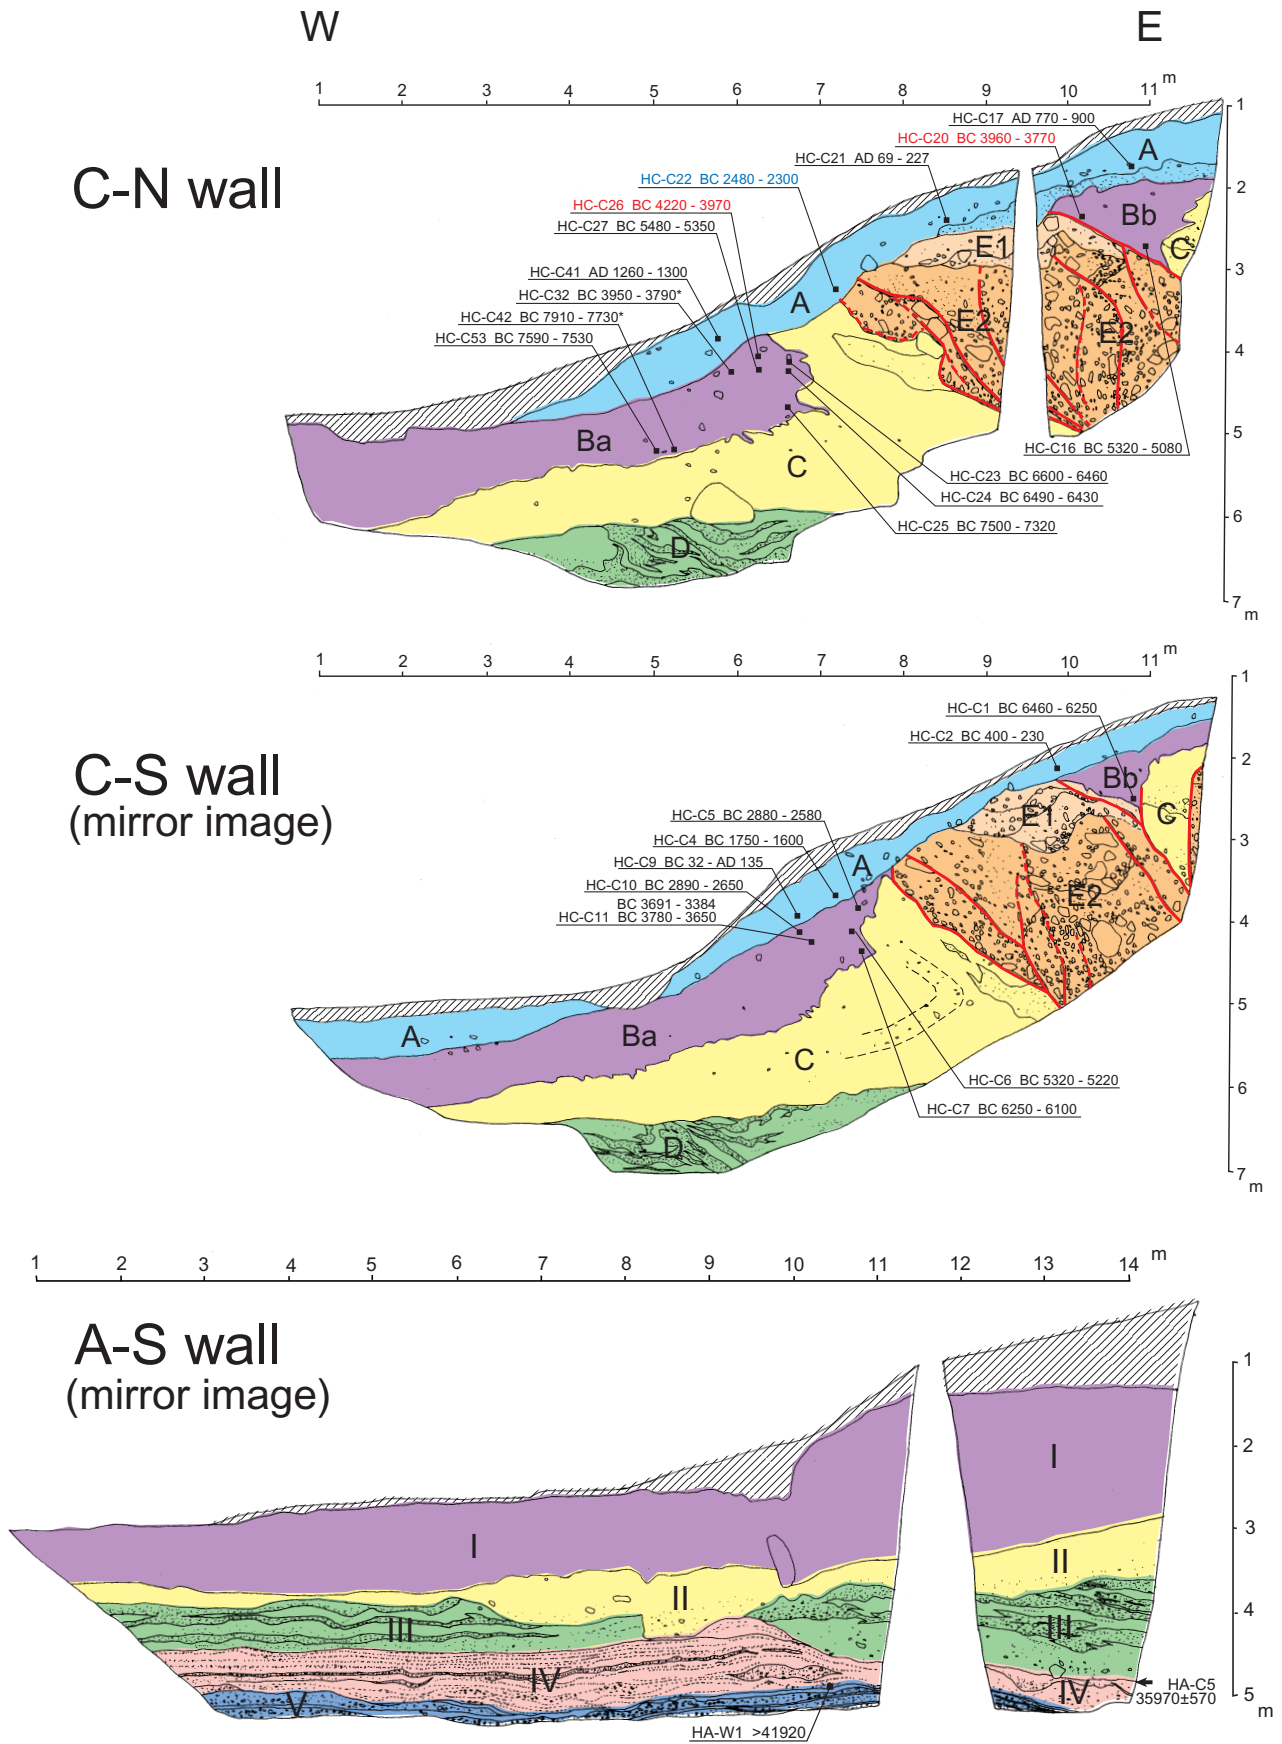 W E
1 2 3 4 5 6 7 8 9 10 11 m
C-N wall
HC-C17 AD 770 - 900
HC-C20 BC 3960 - 3770
HC-C21 AD 69 - 227
HC-C22 BC 2480 - 2300
HC-C26 BC 4220 - 3970
HC-C27 BC 5480 - 5350
HC-C41 AD 1260 - 1300
HC-C32 BC 3950 - 3790*
HC-C42 BC 7910 - 7730*
HC-C53 BC 7590 - 7530
A
Bb
C
E1
A
E2
E2
Ba
C
D
HC-C16 BC 5320 - 5080
HC-C23 BC 6600 - 6460
HC-C24 BC 6490 - 6430
HC-C25 BC 7500 - 7320
1
2
3
4
5
6
7
m
1 2 3 4 5 6 7 8 9 10 11 m
C-S wall
(mirror image)
HC-C1 BC 6460 - 6250
HC-C2 BC 400 - 230
HC-C5 BC 2880 - 2580
HC-C4 BC 1750 - 1600
HC-C9 BC 32 - AD 135
HC-C10 BC 2890 - 2650
BC 3691 - 3384
HC-C11 BC 3780 - 3650
Bb
E1
C
A
E2
A
Ba
C
D
HC-C6 BC 5320 - 5220
HC-C7 BC 6250 - 6100
1
2
3
4
5
6
7
m
1 2 3 4 5 6 7 8 9 10 11 12 13 14 m
A-S wall
(mirror image)
I
I
II
II
III
III
IV
IV
V
HA-C5
35970±570
HA-W1 >41920
1
2
3
4
5
m